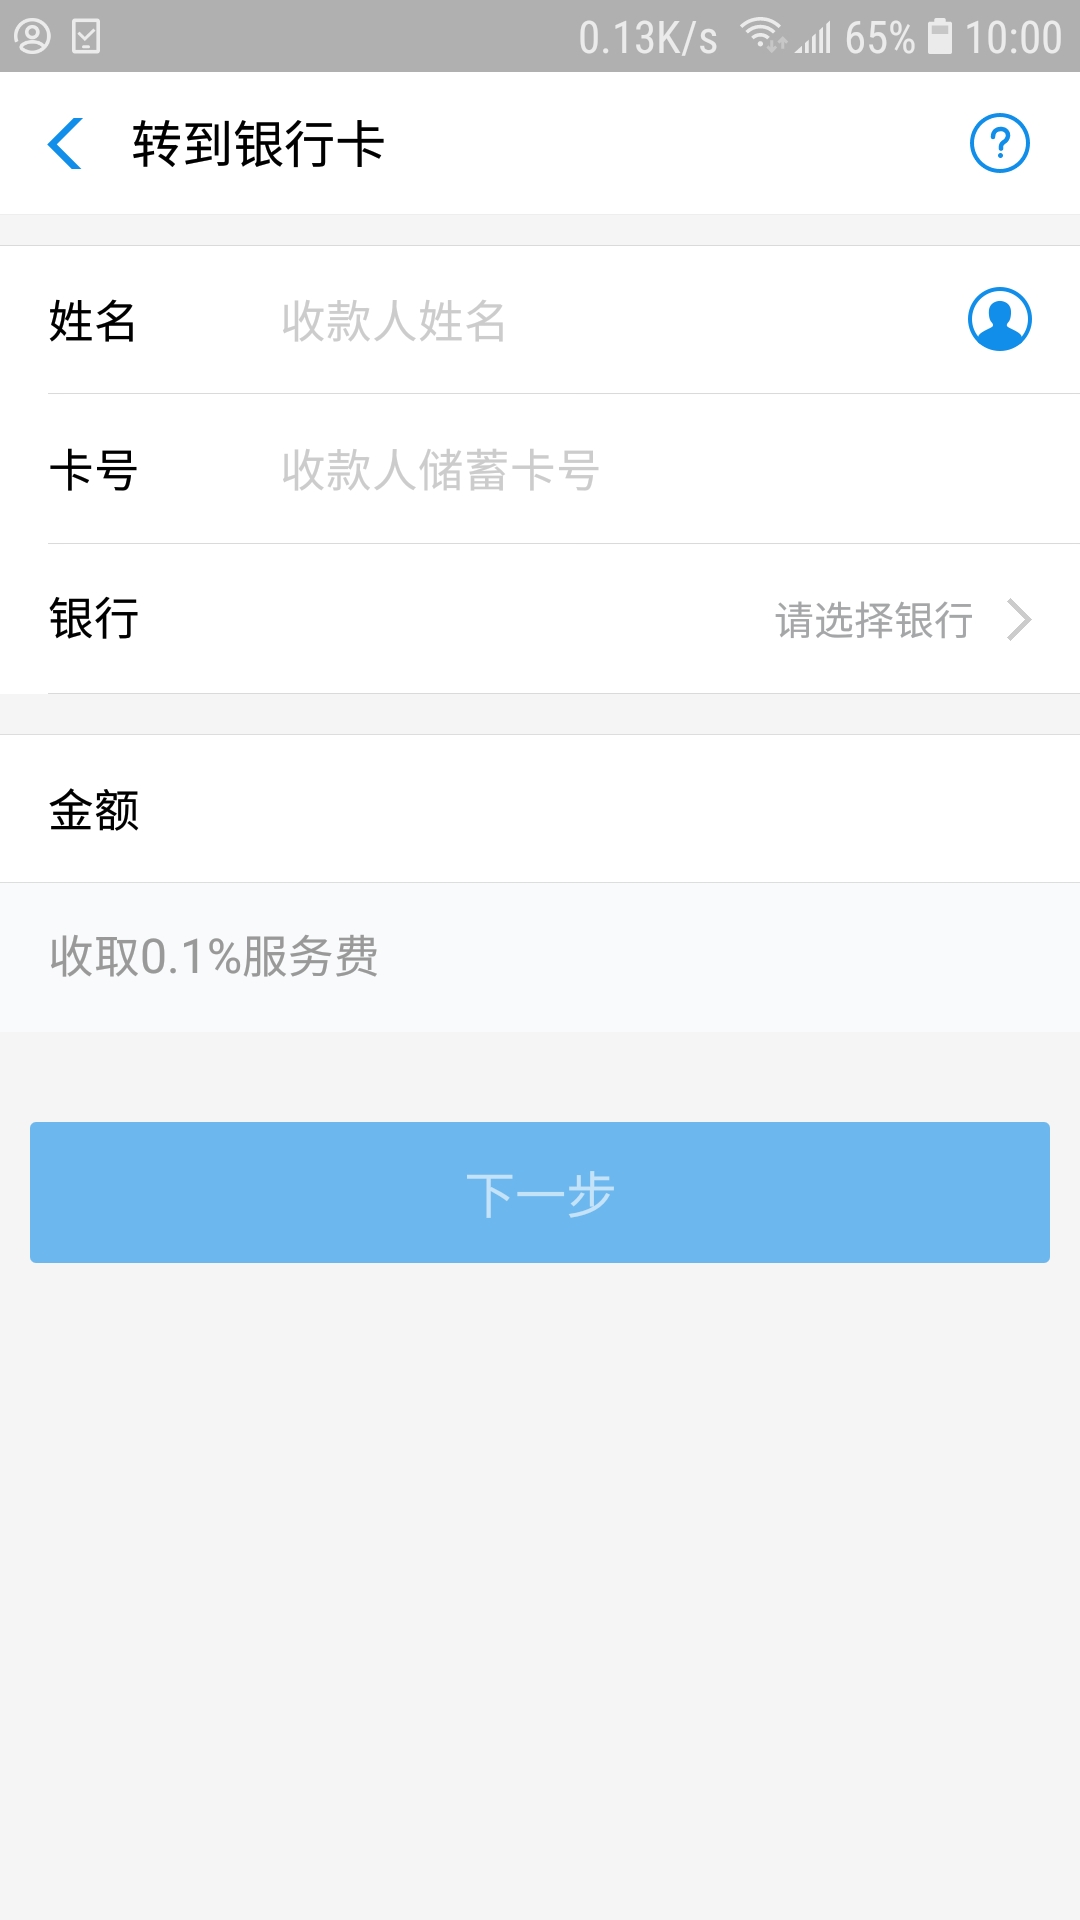 0.13K/s 65% 10:00
转到银行卡
姓名 收款人姓名
卡号 收款人储蓄卡号
银行 请选择银行
金额
收取0.1%服务费
下一步